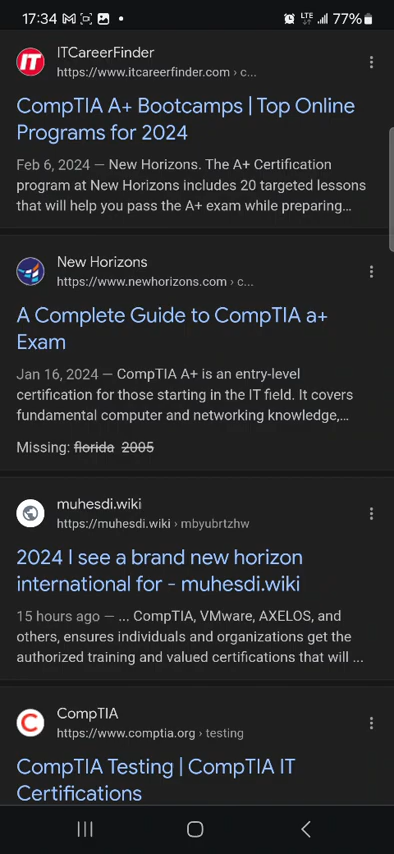 17:34 LTE 77%
ITCareerFinder
https://www.itcareerfinder.com › c...
CompTIA A+ Bootcamps | Top Online
Programs for 2024
Feb 6, 2024 — New Horizons. The A+ Certification
program at New Horizons includes 20 targeted lessons
that will help you pass the A+ exam while preparing...
New Horizons
https://www.newhorizons.com › c...
A Complete Guide to CompTIA a+
Exam
Jan 16, 2024 — CompTIA A+ is an entry-level
certification for those starting in the IT field. It covers
fundamental computer and networking knowledge,...
Missing: florida 2005
muhesdi.wiki
https://muhesdi.wiki › mbyubrtzhw
2024 I see a brand new horizon
international for - muhesdi.wiki
15 hours ago — ... CompTIA, VMware, AXELOS, and
others, ensures individuals and organizations get the
authorized training and valued certifications that will ...
CompTIA
https://www.comptia.org › testing
CompTIA Testing | CompTIA IT
Certifications